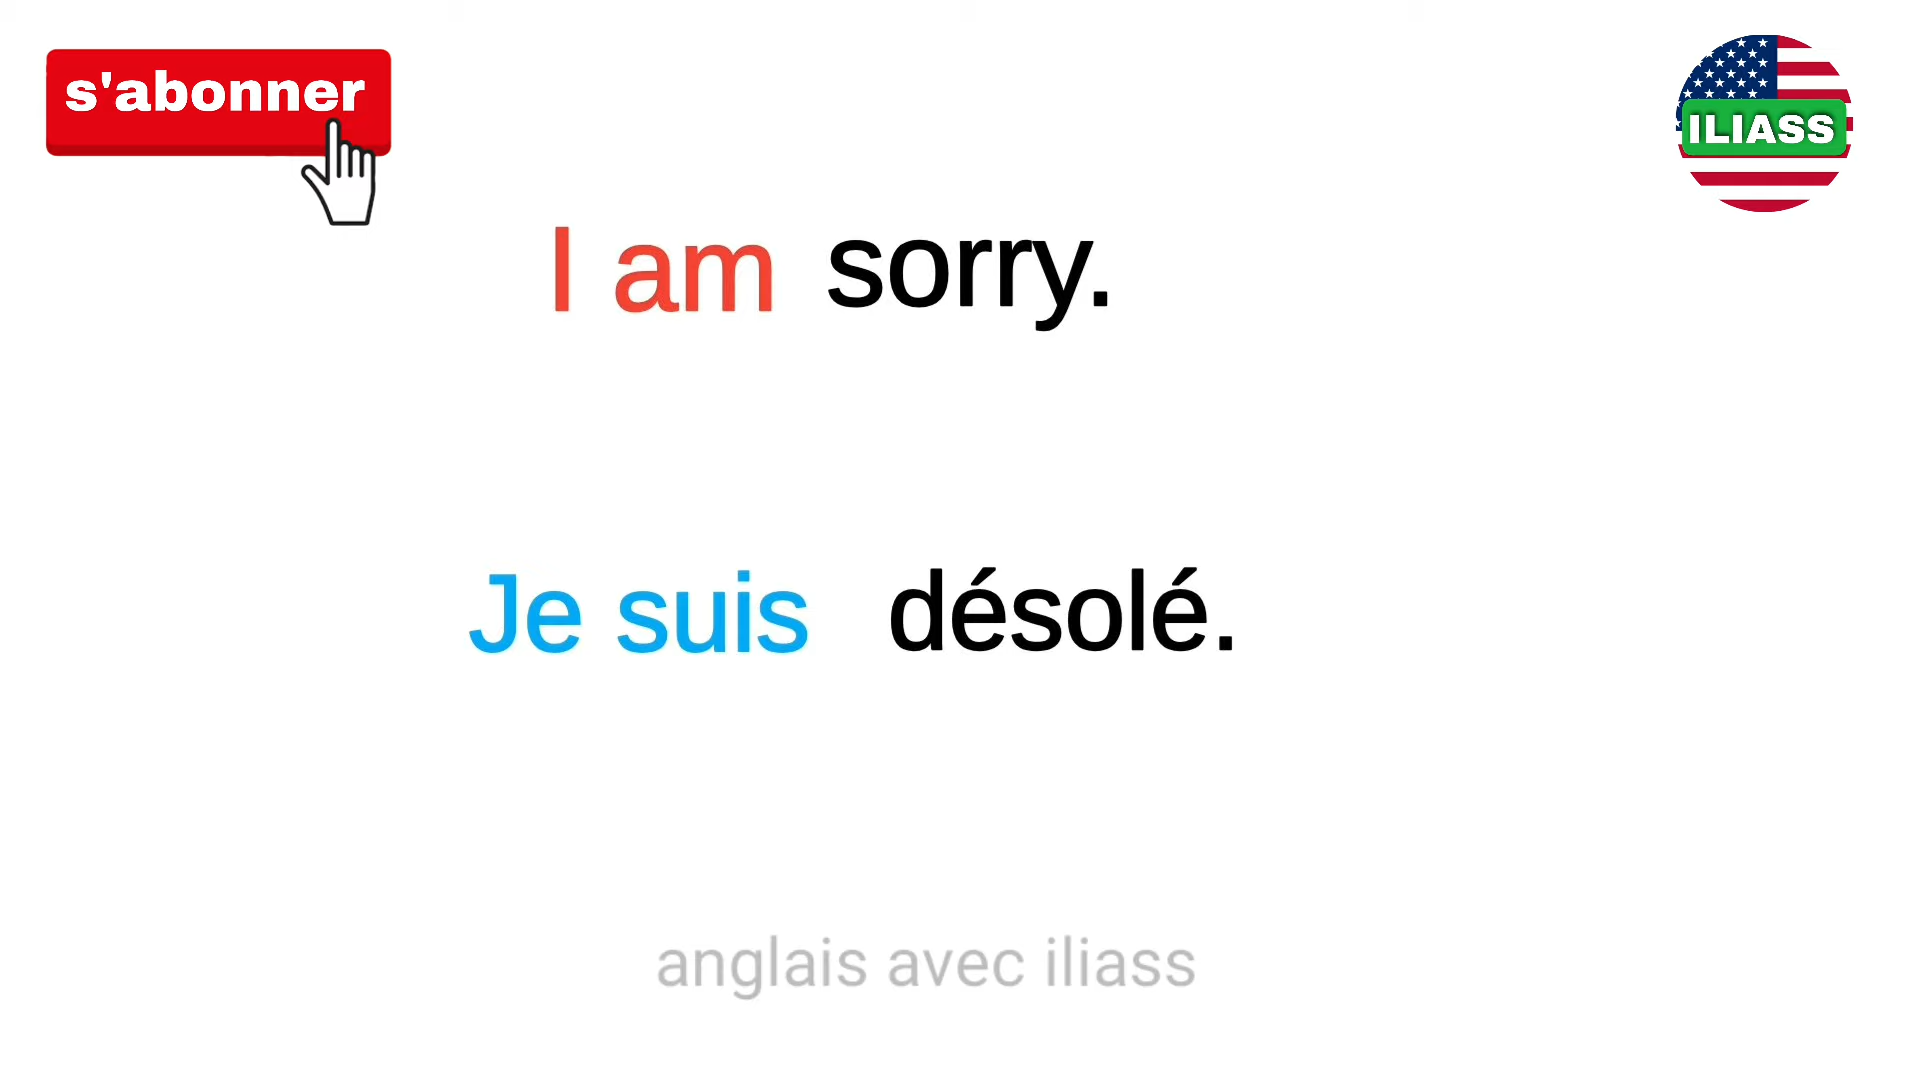 s'abonner
ILIASS
I am sorry.
Je suis désolé.
anglais avec iliass